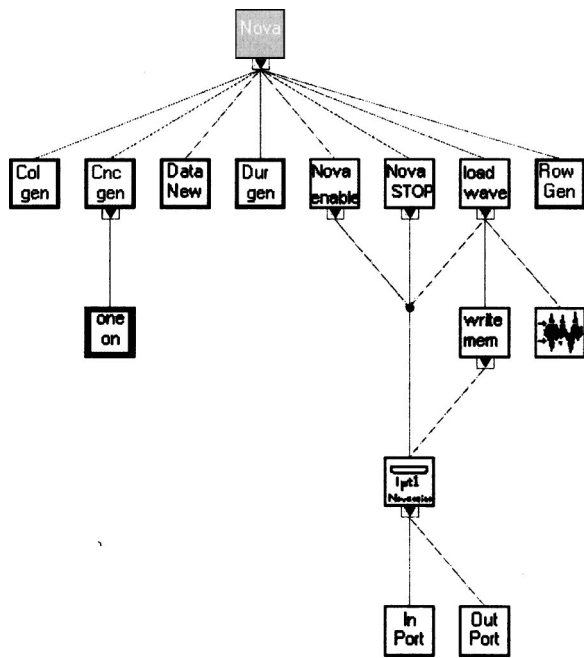 Nova
Col
gen
Cnc
gen
Data
New
Dur
gen
Nova
enable
Nova
STOP
load
wave
Row
Gen
one
on
write
mem
lpt1
In
Port
Out
Port